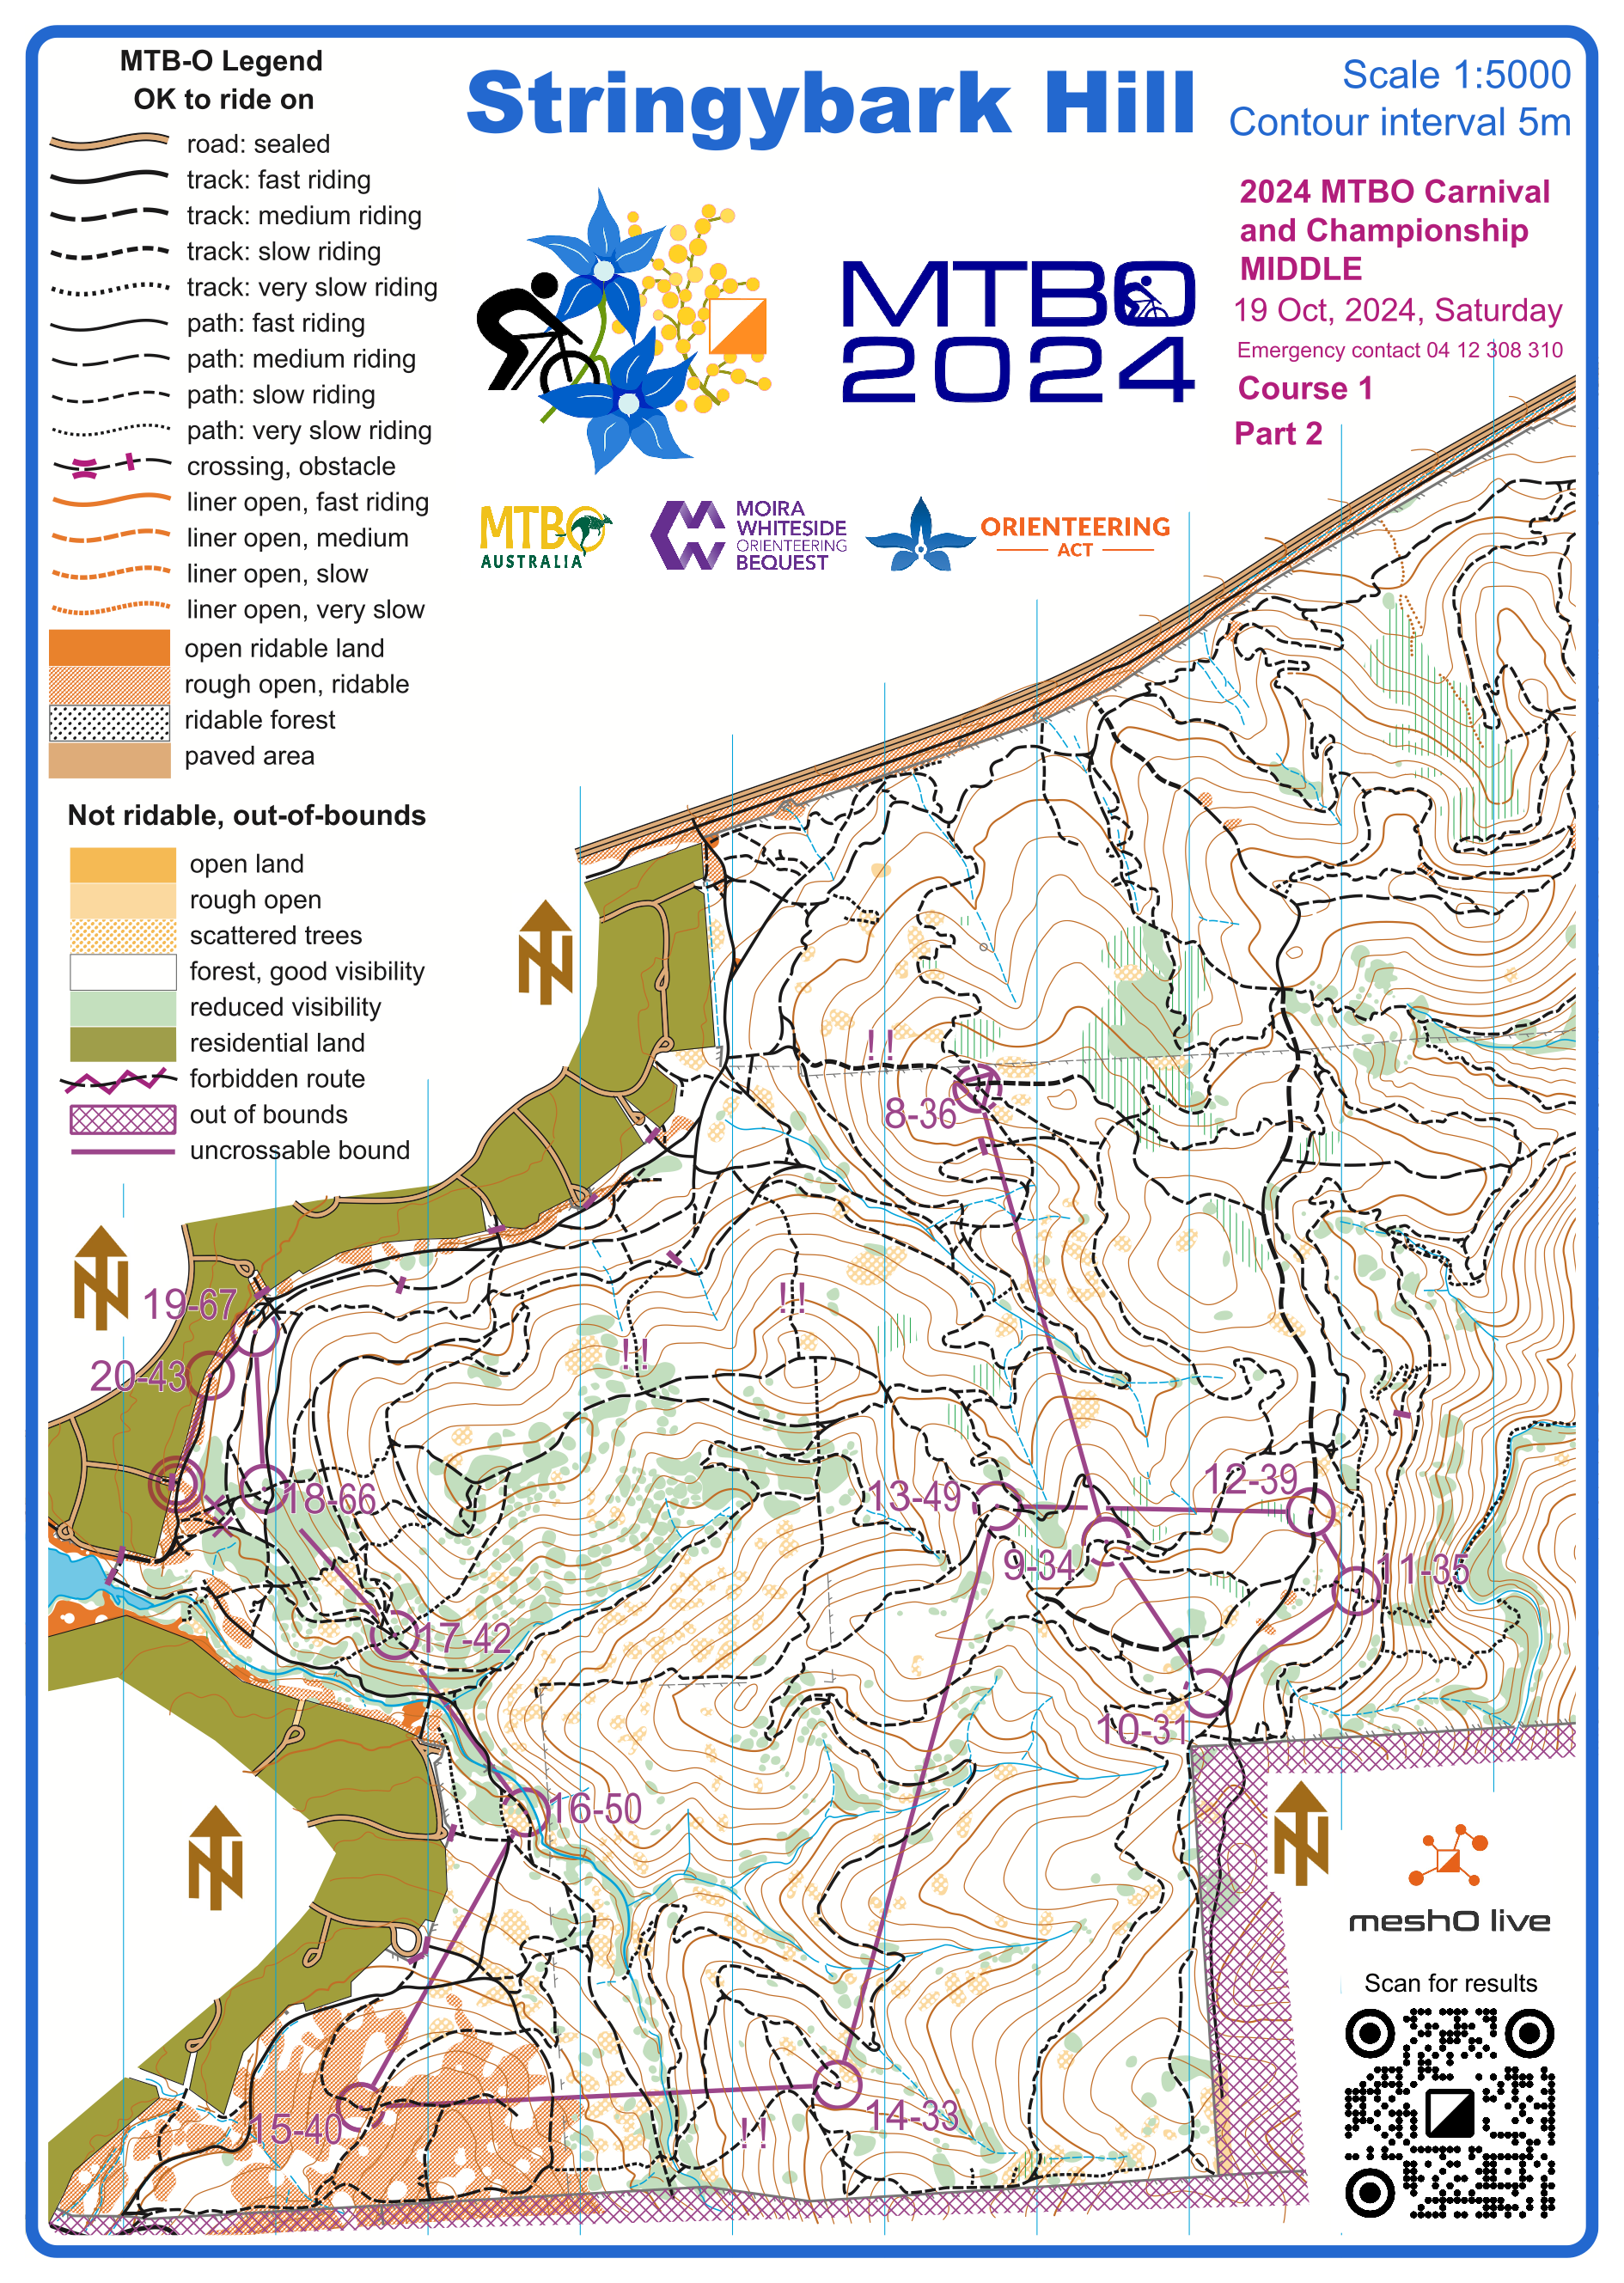 MTB-O Legend
OK to ride on
road: sealed
track: fast riding
track: medium riding
track: slow riding
track: very slow riding
path: fast riding
path: medium riding
path: slow riding
path: very slow riding
crossing, obstacle
liner open, fast riding
liner open, medium
liner open, slow
liner open, very slow
open ridable land
rough open, ridable
ridable forest
paved area
Not ridable, out-of-bounds
open land
rough open
scattered trees
forest, good visibility
reduced visibility
residential land
forbidden route
out of bounds
uncrossable bound
Stringybark Hill
Scale 1:5000
Contour interval 5m
MTBO
2024
2024 MTBO Carnival
and Championship
MIDDLE
19 Oct, 2024, Saturday
Emergency contact 04 12 308 310
Course 1
Part 2
MTBO
AUSTRALIA
MOIRA
WHITESIDE
ORIENTEERING
BEQUEST
ORIENTEERING
ACT
N
!!
8-36
N
19-67
!!
!!
20-43
12-39
13-49
18-66
9-34
11-35
17-42
10-31
16-50
N
N
meshO live
Scan for results
14-33
15-40
!!